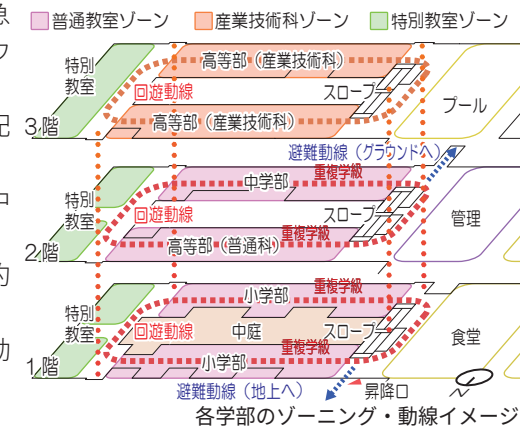 普通教室ゾーン 産業技術科ゾーン 特別教室ゾーン
急
フ
配
中
的
動
特別
教室
高等部（産業技術科）
回遊動線
スロープ
プール
高等部（産業技術科）
3階
避難動線（グラウンドへ）
特別
教室
中学部
重複学級
回遊動線
スロープ
管理
高等部（普通科）
重複学級
2階
特別
教室
小学部
重複学級
回遊動線
中庭
スロープ
食堂
小学部
重複学級
1階
避難動線（地上へ）
昇降口
N
各学部のゾーニング・動線イメージ